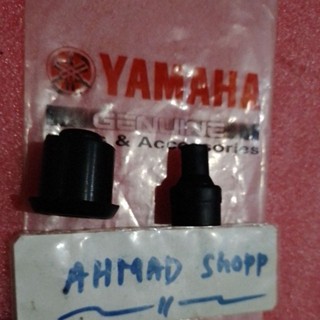 YAMAHA
GENUINE
& Accessories
AHMAD Shopp